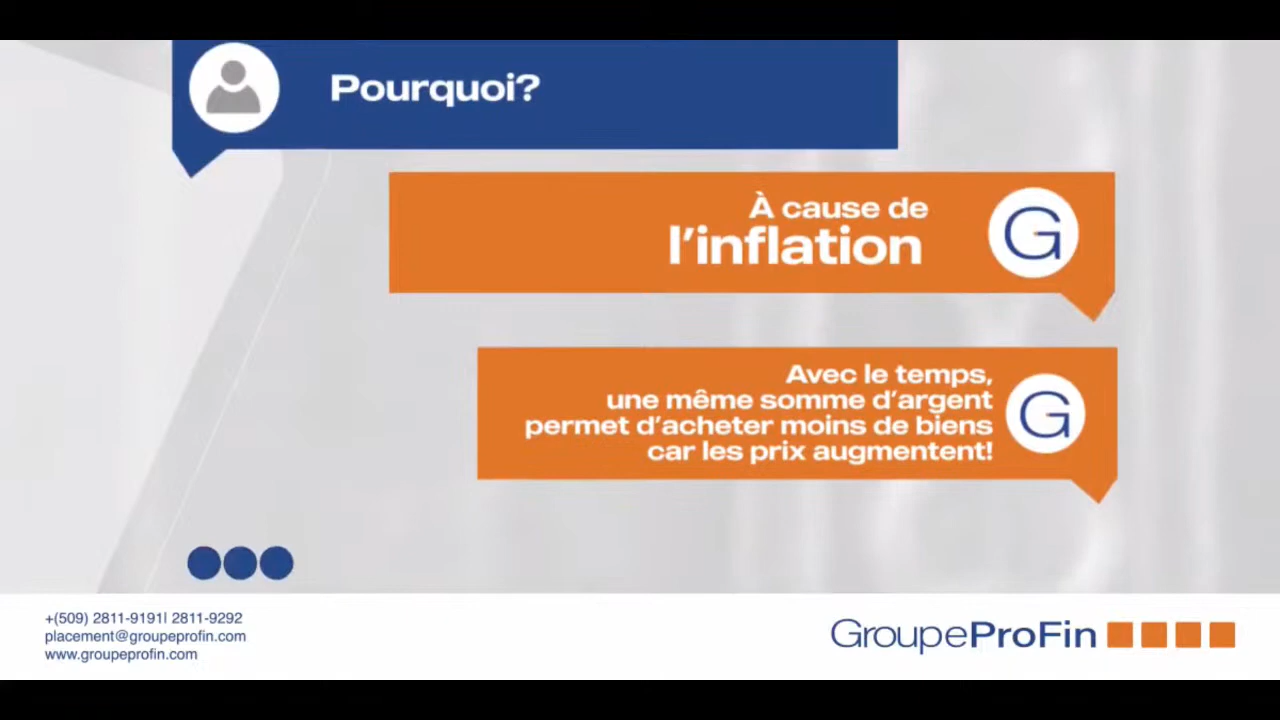 Pourquoi?
À cause de
l'inflation
G
Avec le temps,
une même somme d'argent
permet d'acheter moins de biens
car les prix augmentent!
G
+(509) 2811-9191| 2811-9292
placement@groupeprofin.com
www.groupeprofin.com
GroupeProFin